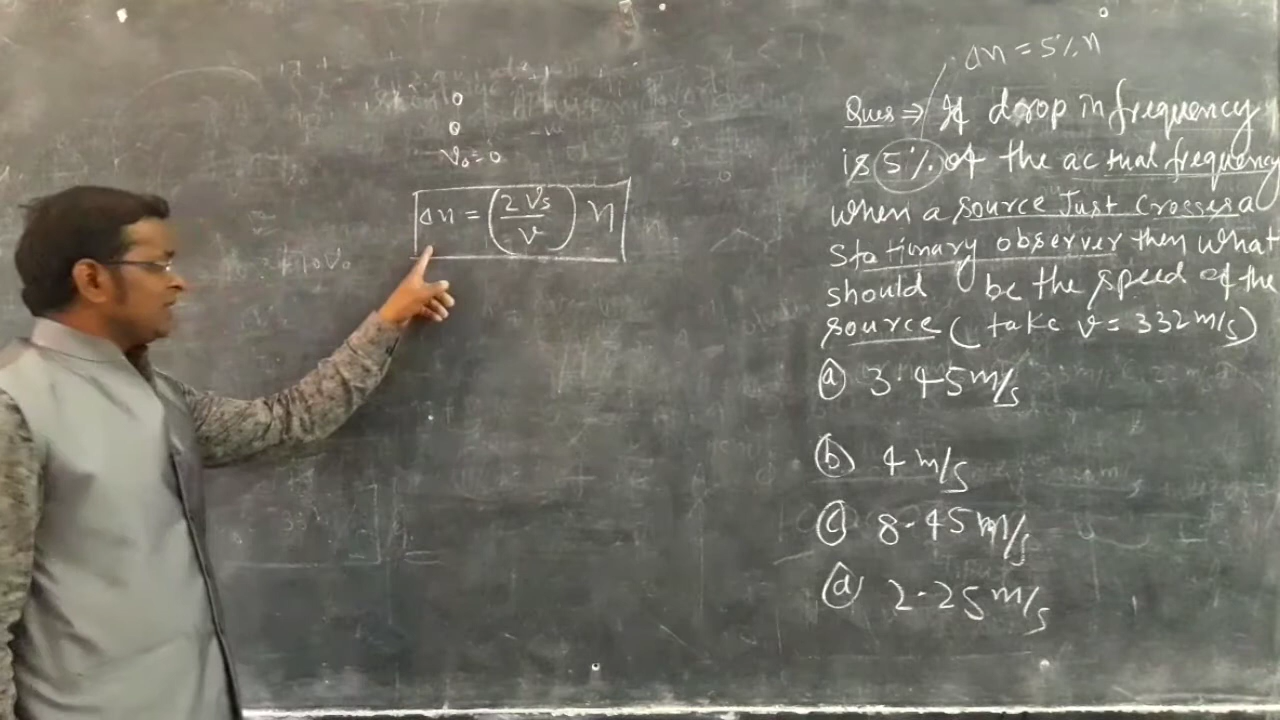 v₀ = 0
Δn = (2vs/v) n
Δn = 5% n
Ques ⇒ If drop in frequency
is 5% of the actual frequency
when a source Just crosses a
stationary observer then what
should be the speed of the
source ( take v = 332 m/s )
(a) 3.45 m/s
(b) 4 m/s
(c) 8.45 m/s
(d) 2.25 m/s